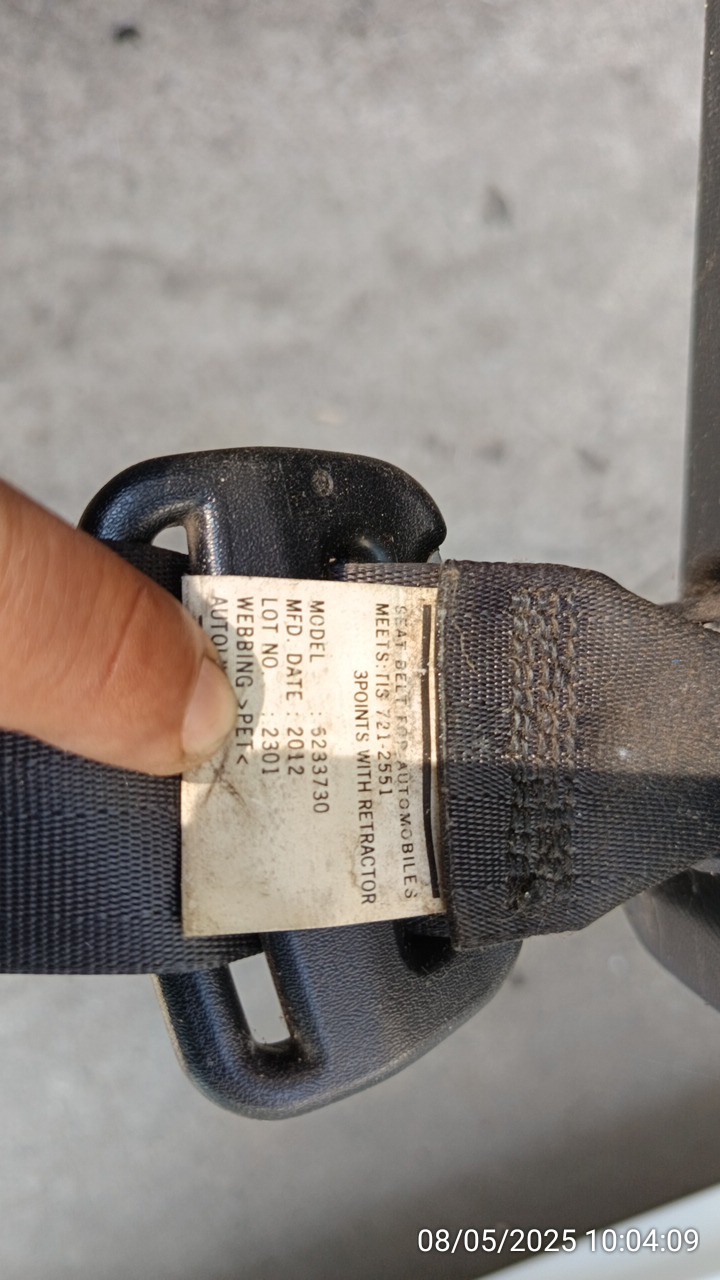 SEAT BELT FOR AUTOMOBILES
MEETS:TIS 721-2551
3POINTS WITH RETRACTOR
MODEL : 5233730
MFD. DATE : 2012
LOT NO. : 2301
WEBBING >PET<
08/05/2025 10:04:09